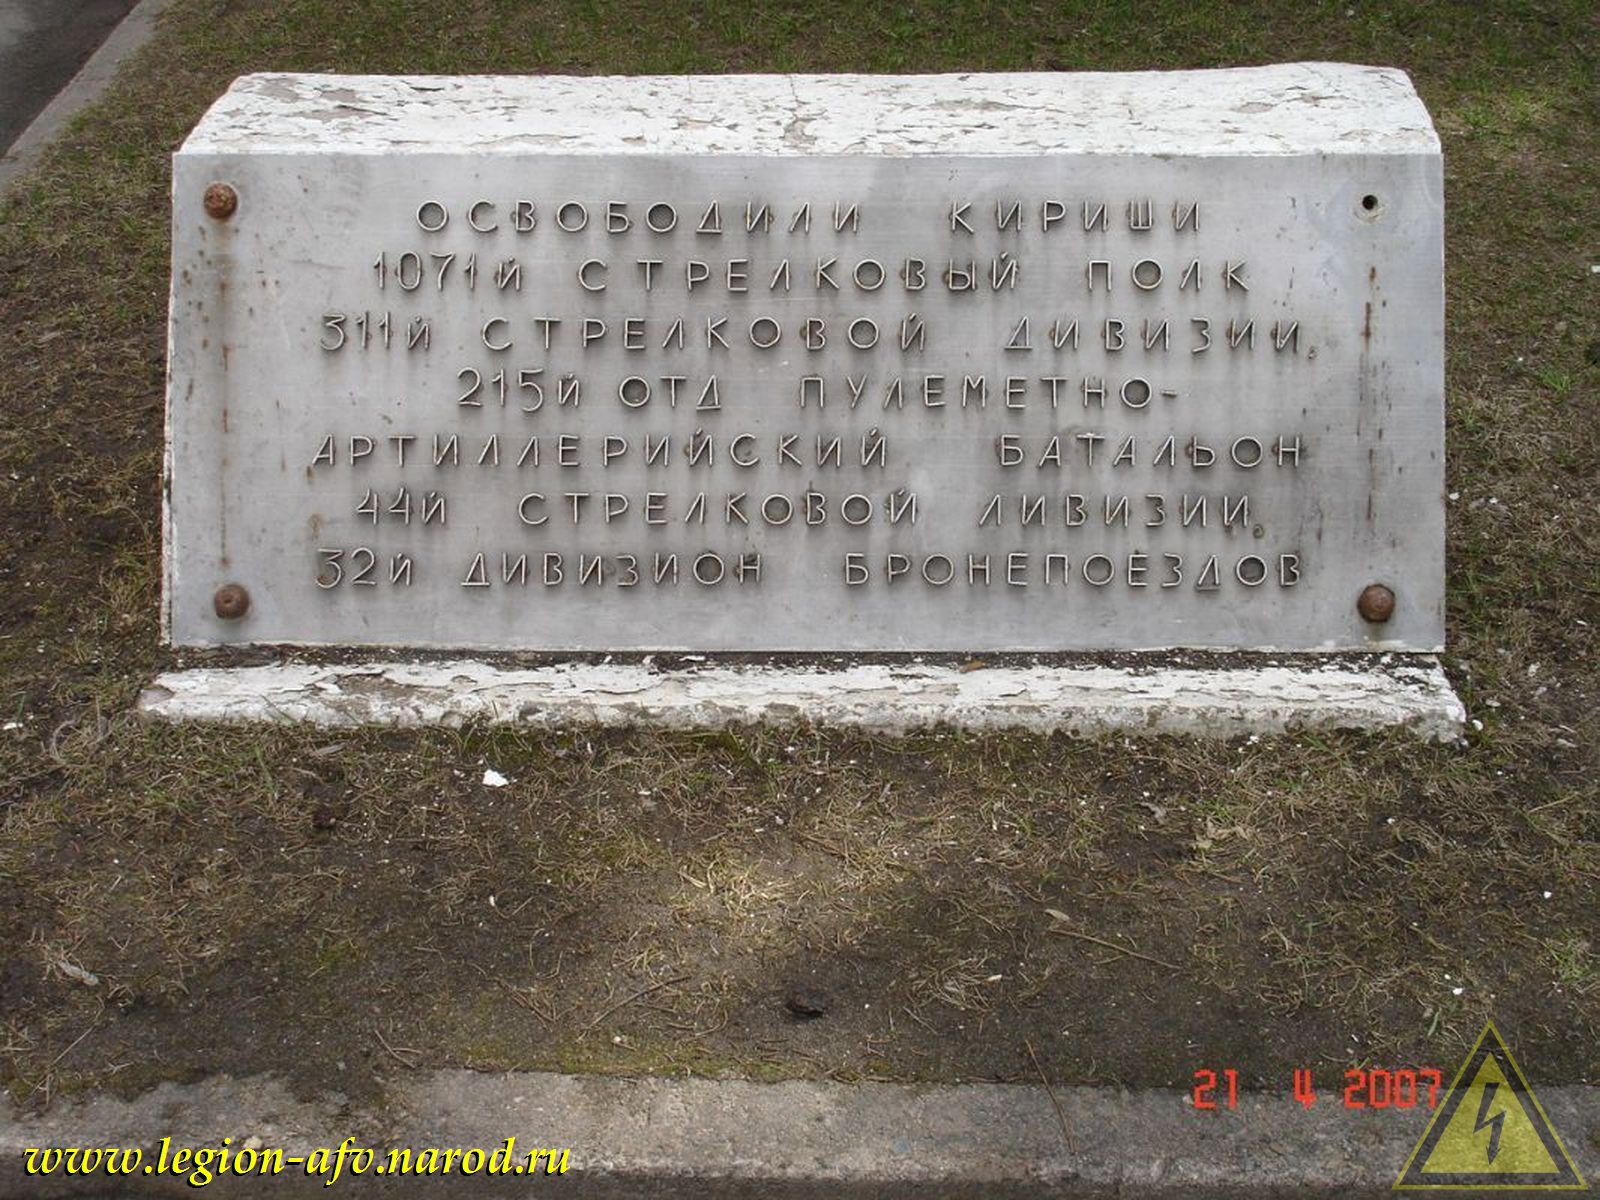 ОСВОБОДИЛИ КИРИШИ
1071й СТРЕЛКОВЫЙ ПОЛК
311й СТРЕЛКОВОЙ ДИВИЗИИ,
215й ОТД ПУЛЕМЕТНО-
АРТИЛЛЕРИЙСКИЙ БАТАЛЬОН
44й СТРЕЛКОВОЙ ЛИВИЗИИ,
32й ДИВИЗИОН БРОНЕПОЕЗДОВ
21 4 2007
www.legion-afv.narod.ru